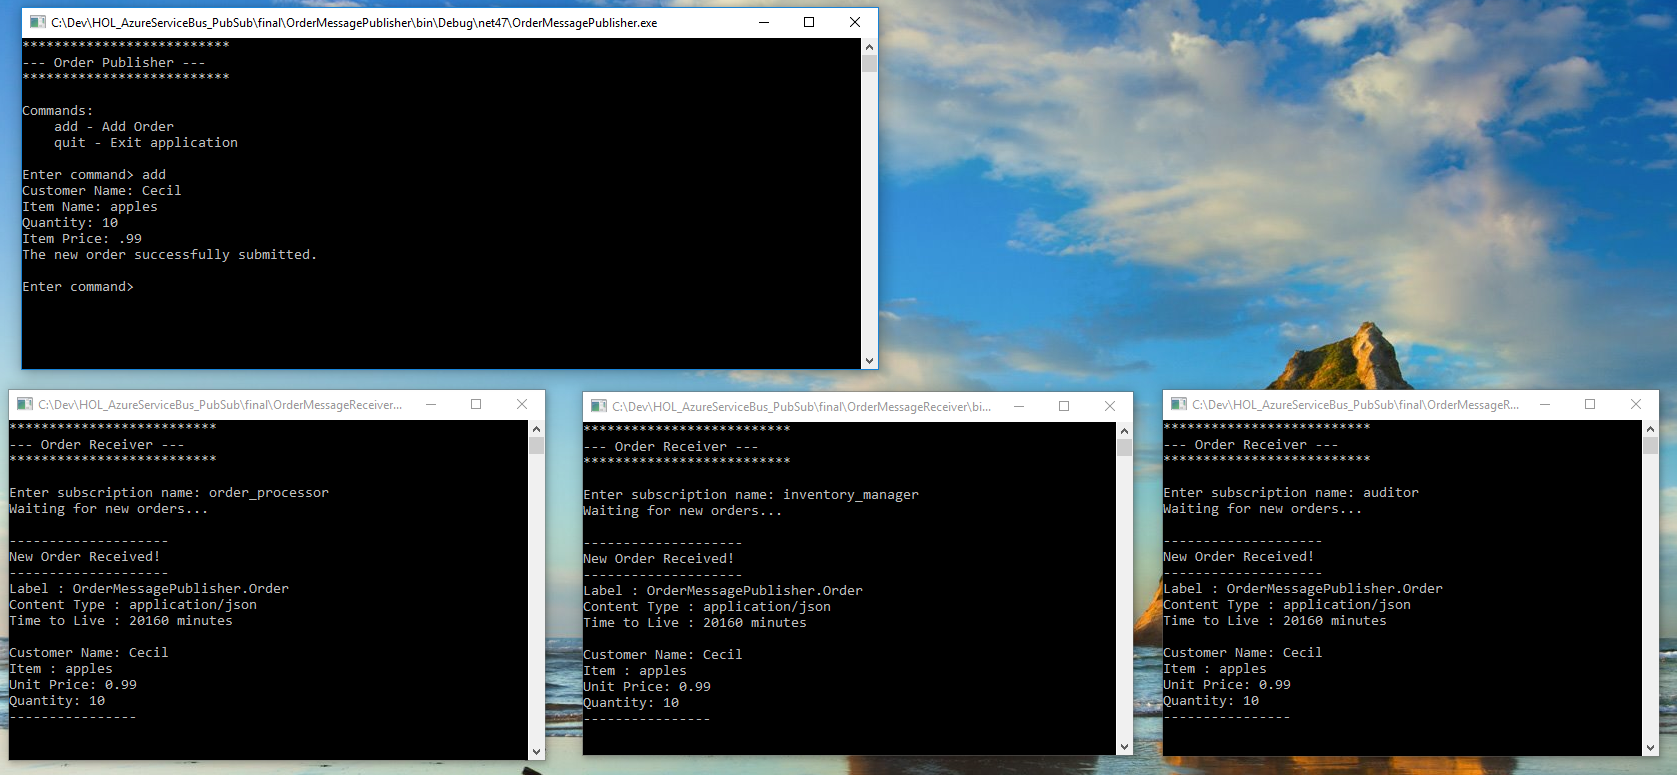 C:\Dev\HOL_AzureServiceBus_PubSub\final\OrderMessagePublisher\bin\Debug\net47\OrderMessagePublisher.exe
**************************
--- Order Publisher ---
**************************
Commands:
    add - Add Order
    quit - Exit application
Enter command> add
Customer Name: Cecil
Item Name: apples
Quantity: 10
Item Price: .99
The new order successfully submitted.
Enter command>
C:\Dev\HOL_AzureServiceBus_PubSub\final\OrderMessageReceiver...
**************************
--- Order Receiver ---
**************************
Enter subscription name: order_processor
Waiting for new orders...
--------------------
New Order Received!
--------------------
Label : OrderMessagePublisher.Order
Content Type : application/json
Time to Live : 20160 minutes
Customer Name: Cecil
Item : apples
Unit Price: 0.99
Quantity: 10
----------------
C:\Dev\HOL_AzureServiceBus_PubSub\final\OrderMessageReceiver\bi...
**************************
--- Order Receiver ---
**************************
Enter subscription name: inventory_manager
Waiting for new orders...
--------------------
New Order Received!
--------------------
Label : OrderMessagePublisher.Order
Content Type : application/json
Time to Live : 20160 minutes
Customer Name: Cecil
Item : apples
Unit Price: 0.99
Quantity: 10
----------------
C:\Dev\HOL_AzureServiceBus_PubSub\final\OrderMessageR...
**************************
--- Order Receiver ---
**************************
Enter subscription name: auditor
Waiting for new orders...
--------------------
New Order Received!
--------------------
Label : OrderMessagePublisher.Order
Content Type : application/json
Time to Live : 20160 minutes
Customer Name: Cecil
Item : apples
Unit Price: 0.99
Quantity: 10
----------------